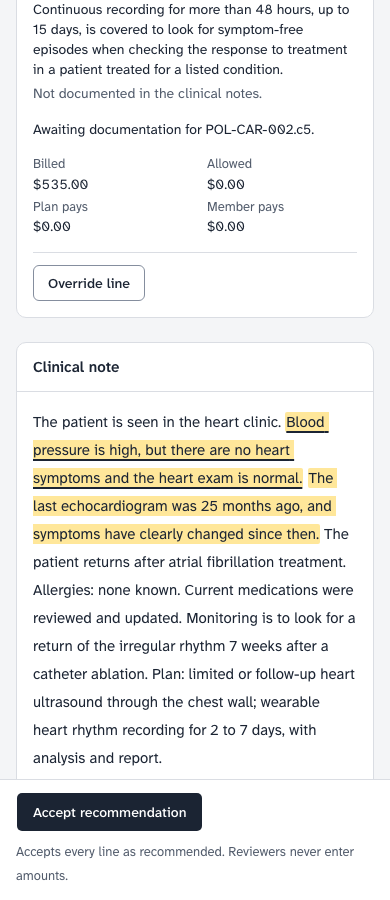 Continuous recording for more than 48 hours, up to
15 days, is covered to look for symptom-free
episodes when checking the response to treatment
in a patient treated for a listed condition.
Not documented in the clinical notes.
Awaiting documentation for POL-CAR-002.c5.
Billed
$535.00
Allowed
$0.00
Plan pays
$0.00
Member pays
$0.00
Override line
Clinical note
The patient is seen in the heart clinic. Blood
pressure is high, but there are no heart
symptoms and the heart exam is normal. The
last echocardiogram was 25 months ago, and
symptoms have clearly changed since then. The
patient returns after atrial fibrillation treatment.
Allergies: none known. Current medications were
reviewed and updated. Monitoring is to look for a
return of the irregular rhythm 7 weeks after a
catheter ablation. Plan: limited or follow-up heart
ultrasound through the chest wall; wearable
heart rhythm recording for 2 to 7 days, with
analysis and report.
Accept recommendation
Accepts every line as recommended. Reviewers never enter
amounts.